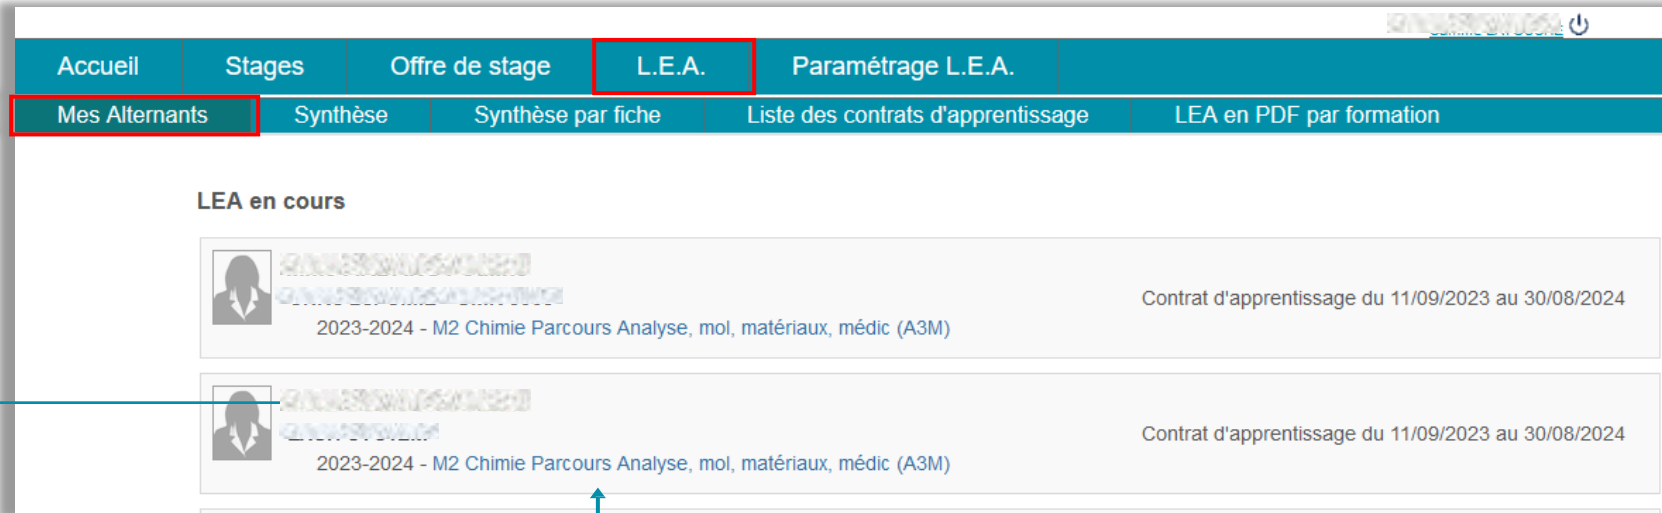 Accueil Stages Offre de stage L.E.A. Paramétrage L.E.A.
Mes Alternants Synthèse Synthèse par fiche Liste des contrats d'apprentissage LEA en PDF par formation
LEA en cours
Contrat d'apprentissage du 11/09/2023 au 30/08/2024
2023-2024 - M2 Chimie Parcours Analyse, mol, matériaux, médic (A3M)
Contrat d'apprentissage du 11/09/2023 au 30/08/2024
2023-2024 - M2 Chimie Parcours Analyse, mol, matériaux, médic (A3M)